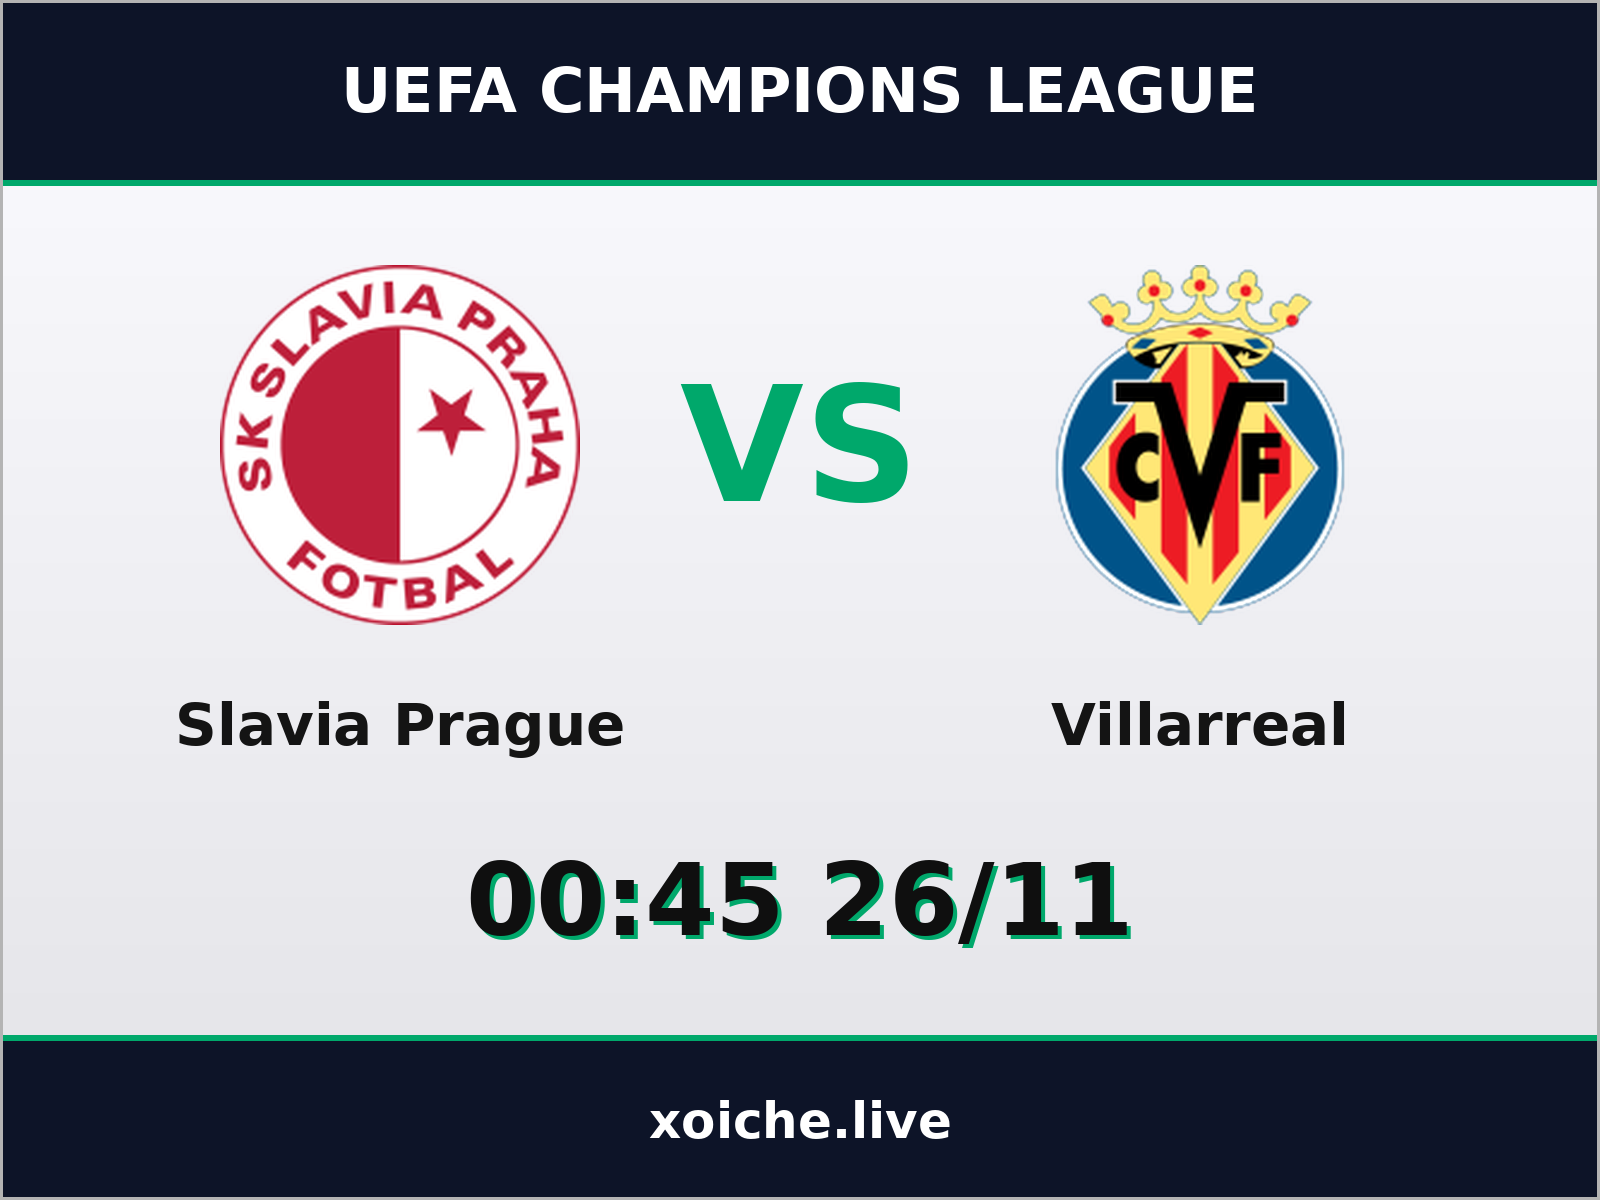 UEFA CHAMPIONS LEAGUE
SK SLAVIA PRAHA
FOTBAL
VS
CVF
Slavia Prague
Villarreal
00:45 26/11
xoiche.live